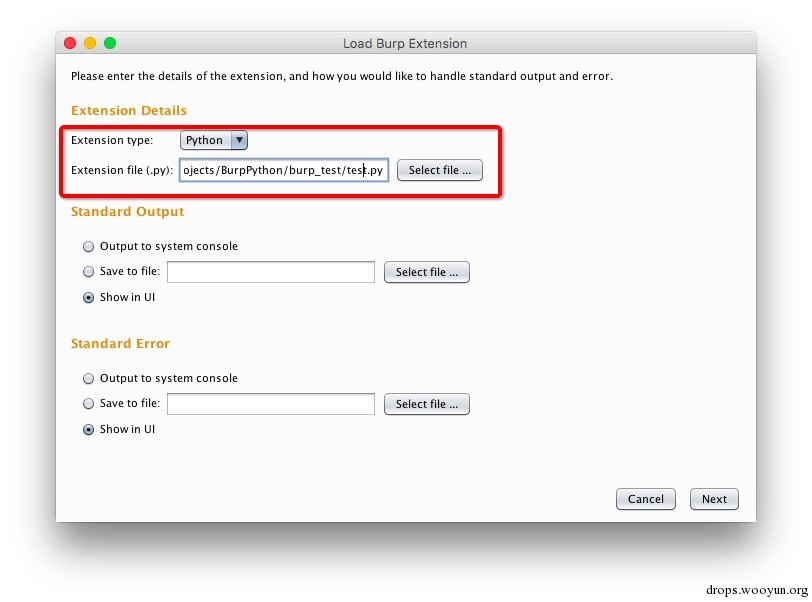 Load Burp Extension
Please enter the details of the extension, and how you would like to handle standard output and error.
Extension Details
Extension type: Python
Extension file (.py): ojects/BurpPython/burp_test/test.py Select file ...
Standard Output
Output to system console
Save to file: Select file ...
Show in UI
Standard Error
Output to system console
Save to file: Select file ...
Show in UI
Cancel Next
drops.wooyun.org